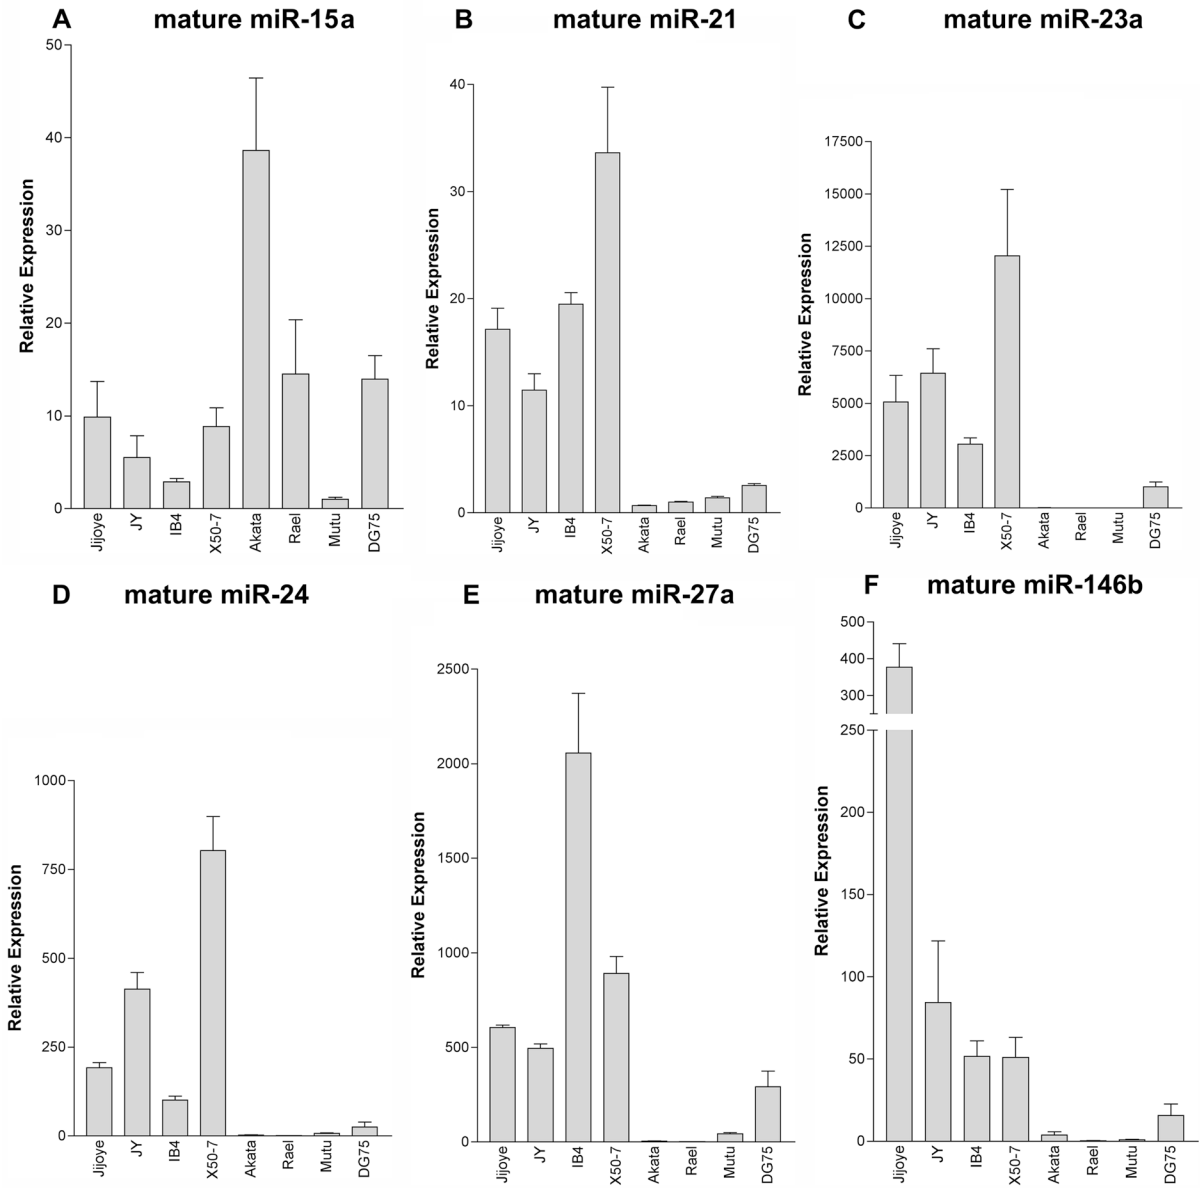 A mature miR-15a
Relative Expression
50
40
30
20
10
0
Jijoye JY IB4 X50-7 Akata Rael Mutu DG75
B mature miR-21
Relative Expression
40
30
20
10
0
Jijoye JY IB4 X50-7 Akata Rael Mutu DG75
C mature miR-23a
Relative Expression
17500
15000
12500
10000
7500
5000
2500
0
Jijoye JY IB4 X50-7 Akata Rael Mutu DG75
D mature miR-24
Relative Expression
1000
750
500
250
0
Jijoye JY IB4 X50-7 Akata Rael Mutu DG75
E mature miR-27a
Relative Expression
2500
2000
1500
1000
500
0
Jijoye JY IB4 X50-7 Akata Rael Mutu DG75
F mature miR-146b
Relative Expression
500
400
300
250
200
150
100
50
0
Jijoye JY IB4 X50-7 Akata Rael Mutu DG75